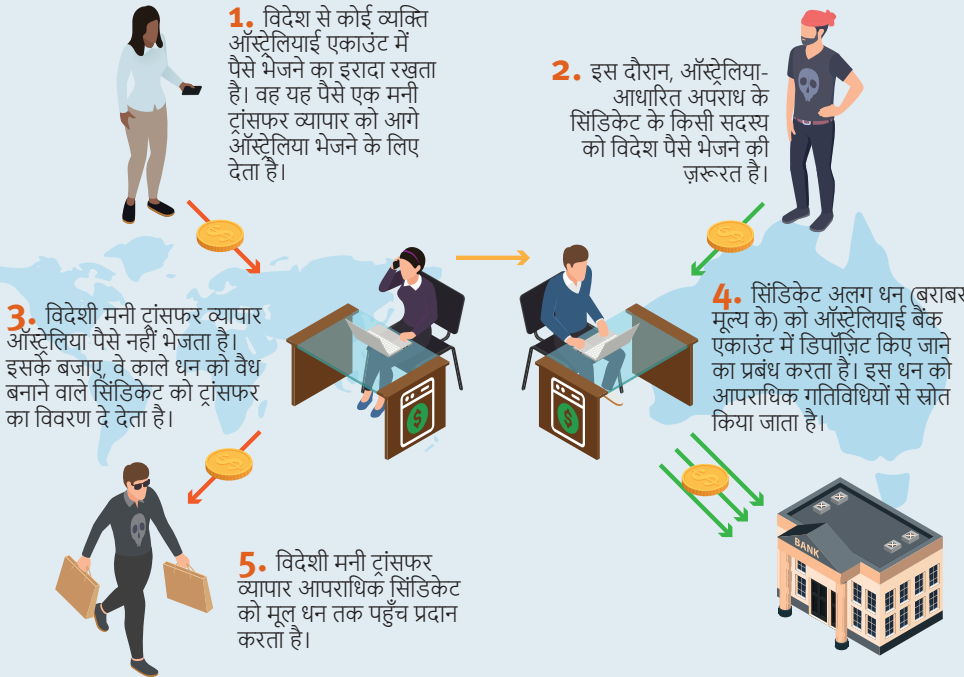 1. विदेश से कोई व्यक्ति
ऑस्ट्रेलियाई एकाउंट में
पैसे भेजने का इरादा रखता
है। वह यह पैसे एक मनी
ट्रांसफर व्यापार को आगे
ऑस्ट्रेलिया भेजने के लिए
देता है।
2. इस दौरान, ऑस्ट्रेलिया-
आधारित अपराध के
सिंडिकेट के किसी सदस्य
को विदेश पैसे भेजने की
ज़रूरत है।
3. विदेशी मनी ट्रांसफर व्यापार
ऑस्ट्रेलिया पैसे नहीं भेजता है।
इसके बजाए, वे काले धन को वैध
बनाने वाले सिंडिकेट को ट्रांसफर
का विवरण दे देता है।
4. सिंडिकेट अलग धन (बराबर
मूल्य के) को ऑस्ट्रेलियाई बैंक
एकाउंट में डिपॉज़िट किए जाने
का प्रबंध करता है। इस धन को
आपराधिक गतिविधियों से स्रोत
किया जाता है।
BANK
5. विदेशी मनी ट्रांसफर
व्यापार आपराधिक सिंडिकेट
को मूल धन तक पहुँच प्रदान
करता है।